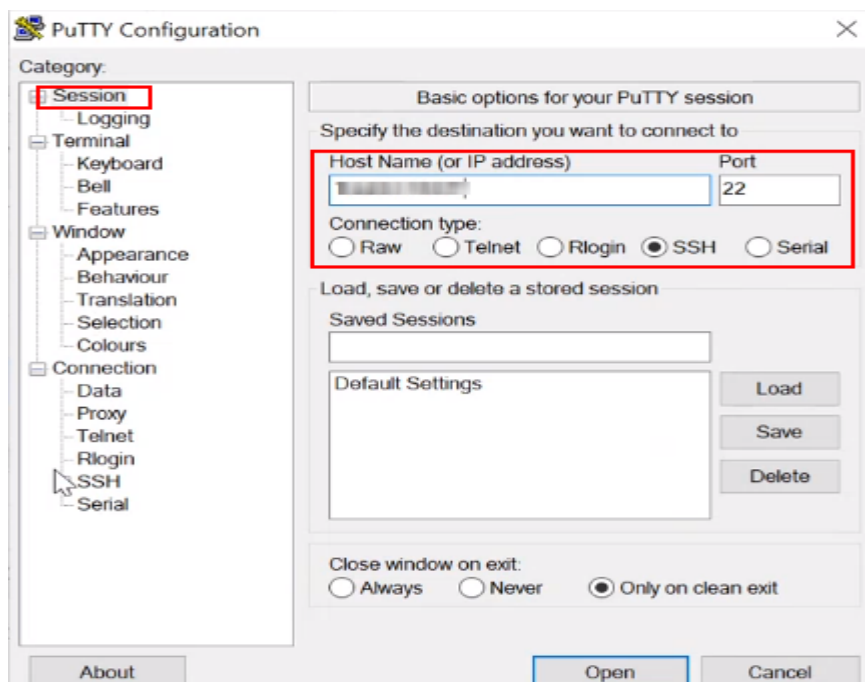 PuTTY Configuration
Category:
Session
Logging
Terminal
Keyboard
Bell
Features
Window
Appearance
Behaviour
Translation
Selection
Colours
Connection
Data
Proxy
Telnet
Rlogin
SSH
Serial
Basic options for your PuTTY session
Specify the destination you want to connect to
Host Name (or IP address) Port
22
Connection type:
Raw Telnet Rlogin SSH Serial
Load, save or delete a stored session
Saved Sessions
Default Settings
Load
Save
Delete
Close window on exit:
Always Never Only on clean exit
About Open Cancel